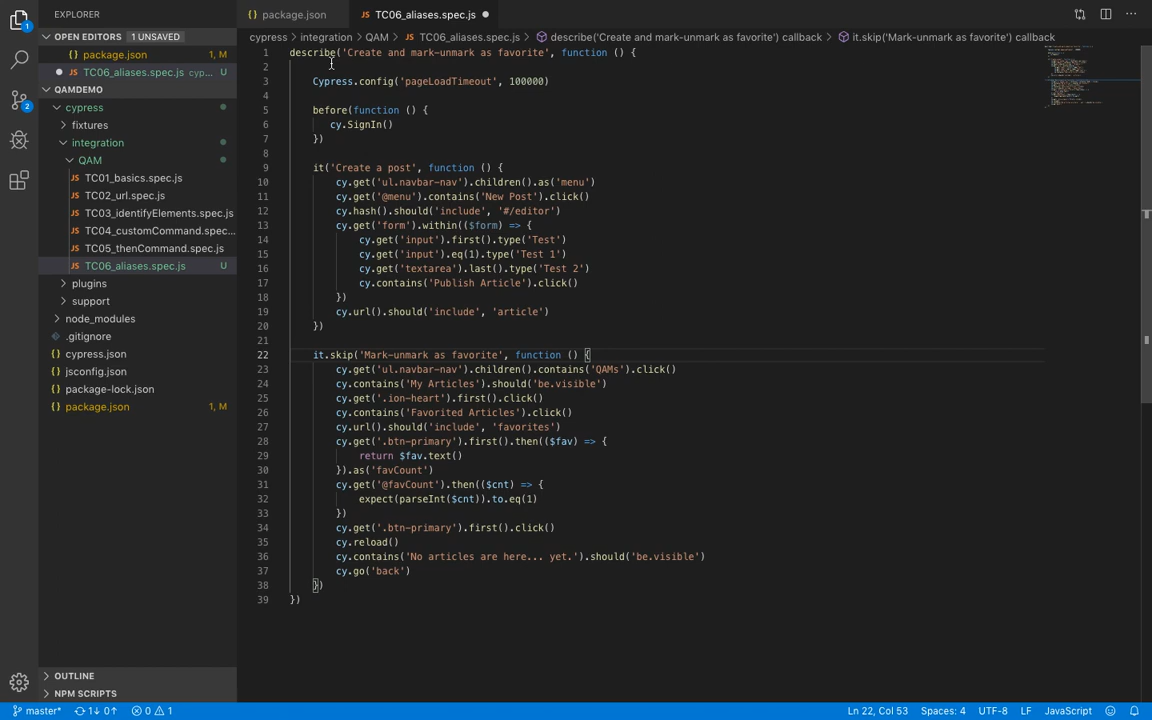 EXPLORER
package.json
TC06_aliases.spec.js
OPEN EDITORS 1 UNSAVED
package.json 1, M
TC06_aliases.spec.js cyp... U
QAMDEMO
cypress
fixtures
integration
QAM
TC01_basics.spec.js
TC02_url.spec.js
TC03_identifyElements.spec.js
TC04_customCommand.spec...
TC05_thenCommand.spec.js
TC06_aliases.spec.js U
plugins
support
node_modules
.gitignore
cypress.json
jsconfig.json
package-lock.json
package.json 1, M
OUTLINE
NPM SCRIPTS
1
2
cypress > integration > QAM > JS TC06_aliases.spec.js > describe('Create and mark-unmark as favorite') callback > it.skip('Mark-unmark as favorite') callback
1 describe('Create and mark-unmark as favorite', function () {
2
3 Cypress.config('pageLoadTimeout', 100000)
4
5 before(function () {
6 cy.SignIn()
7 })
8
9 it('Create a post', function () {
10 cy.get('ul.navbar-nav').children().as('menu')
11 cy.get('@menu').contains('New Post').click()
12 cy.hash().should('include', '#/editor')
13 cy.get('form').within(($form) => {
14 cy.get('input').first().type('Test')
15 cy.get('input').eq(1).type('Test 1')
16 cy.get('textarea').last().type('Test 2')
17 cy.contains('Publish Article').click()
18 })
19 cy.url().should('include', 'article')
20 })
21
22 it.skip('Mark-unmark as favorite', function () {
23 cy.get('ul.navbar-nav').children().contains('QAMs').click()
24 cy.contains('My Articles').should('be.visible')
25 cy.get('.ion-heart').first().click()
26 cy.contains('Favorited Articles').click()
27 cy.url().should('include', 'favorites')
28 cy.get('.btn-primary').first().then(($fav) => {
29 return $fav.text()
30 }).as('favCount')
31 cy.get('@favCount').then(($cnt) => {
32 expect(parseInt($cnt)).to.eq(1)
33 })
34 cy.get('.btn-primary').first().click()
35 cy.reload()
36 cy.contains('No articles are here... yet.').should('be.visible')
37 cy.go('back')
38 })
39 })
master* 1↓ 0↑ 0 1 Ln 22, Col 53 Spaces: 4 UTF-8 LF JavaScript